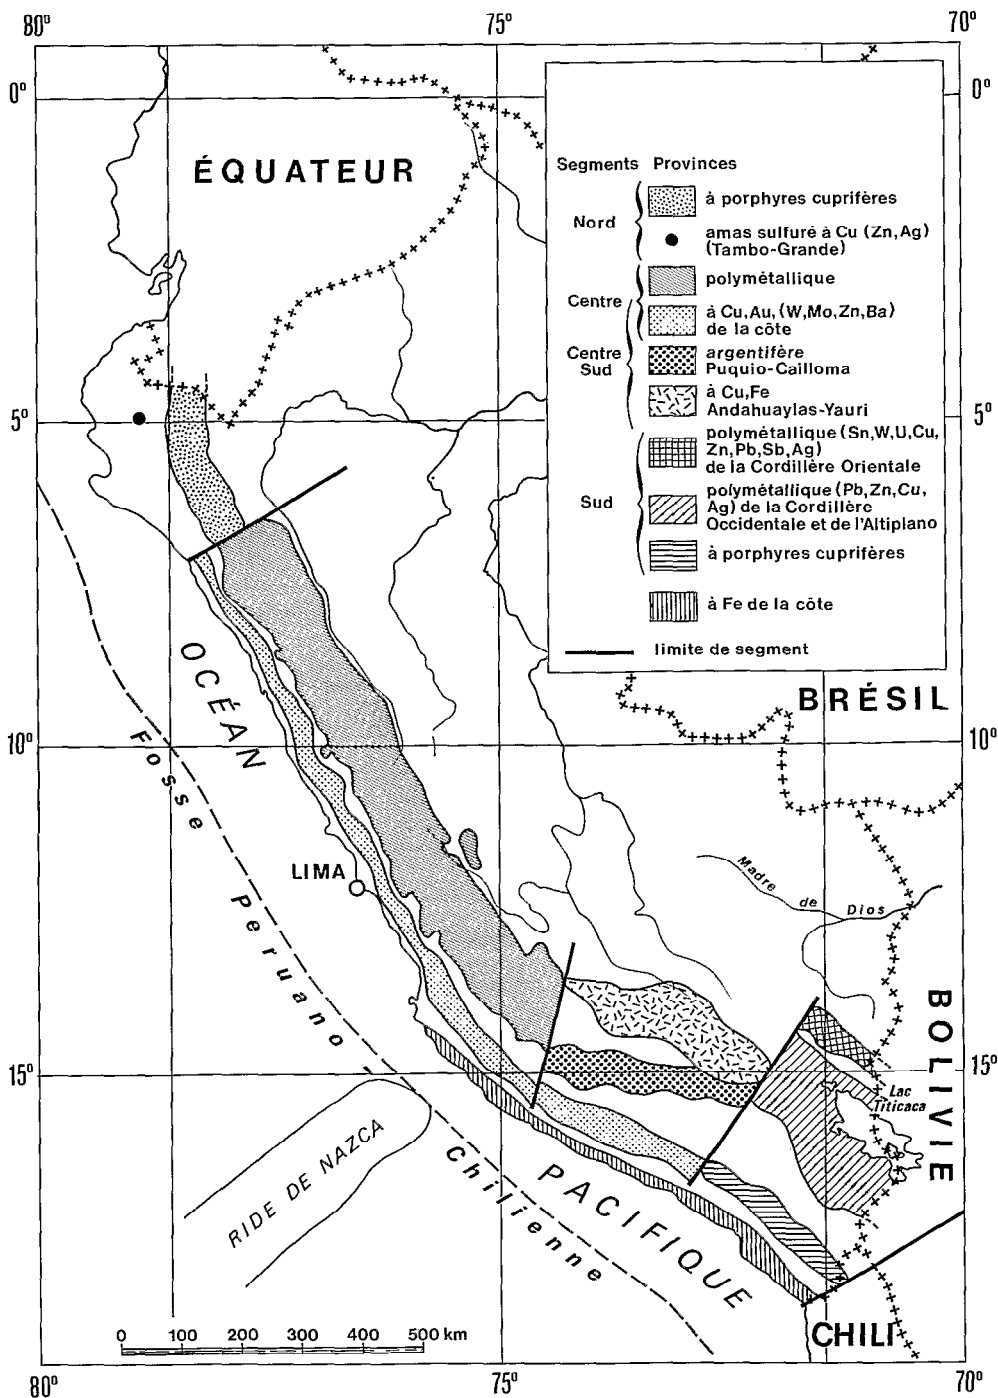 80°
75°
70°
0°
0°
ÉQUATEUR
Segments Provinces
Nord
à porphyres cuprifères
amas sulfuré à Cu (Zn,Ag)
(Tambo-Grande)
Centre
polymétallique
à Cu,Au,(W,Mo,Zn,Ba)
de la côte
Centre
Sud
argentifère
Puquio-Cailloma
à Cu,Fe
Andahuaylas-Yauri
Sud
polymétallique (Sn,W,U,Cu,
Zn,Pb,Sb,Ag)
de la Cordillère Orientale
polymétallique (Pb,Zn,Cu,
Ag) de la Cordillère
Occidentale et de l'Altiplano
à porphyres cuprifères
à Fe de la côte
limite de segment
5°
5°
OCÉAN
BRÉSIL
10°
10°
Fosse Peruano Chilienne
LIMA
Madre de Dios
BOLIVIE
15°
15°
Lac
Titicaca
RIDE DE NAZCA
PACIFIQUE
CHILI
0 100 200 300 400 500 km
80°
75°
70°